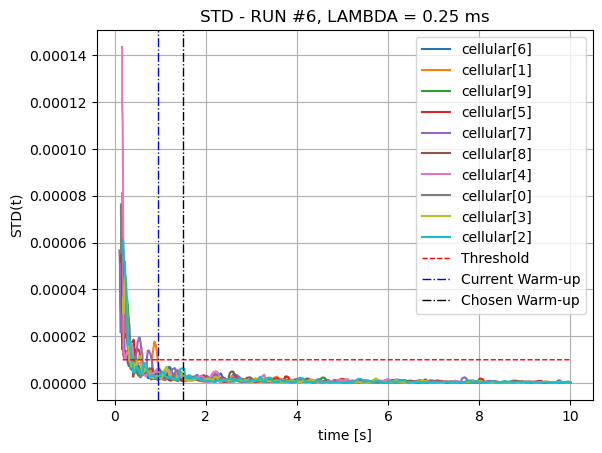 STD - RUN #6, LAMBDA = 0.25 ms
STD(t)
0.00014
0.00012
0.00010
0.00008
0.00006
0.00004
0.00002
0.00000
cellular[6]
cellular[1]
cellular[9]
cellular[5]
cellular[7]
cellular[8]
cellular[4]
cellular[0]
cellular[3]
cellular[2]
Threshold
Current Warm-up
Chosen Warm-up
0 2 4 6 8 10
time [s]